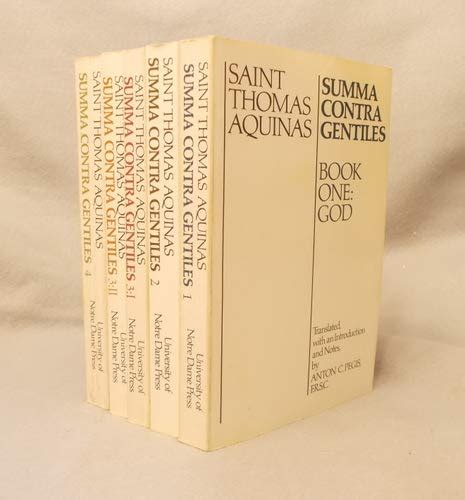 SAINT
THOMAS
AQUINAS
SUMMA
CONTRA
GENTILES
BOOK
ONE:
GOD
Translated,
with an Introduction
and Notes,
by
ANTON C. PEGIS
F.R.S.C.
SAINT THOMAS AQUINAS
SUMMA CONTRA GENTILES 1
University of
Notre Dame Press
SAINT THOMAS AQUINAS
SUMMA CONTRA GENTILES 2
University of
Notre Dame Press
SAINT THOMAS AQUINAS
SUMMA CONTRA GENTILES 3:I
University of
Notre Dame Press
SAINT THOMAS AQUINAS
SUMMA CONTRA GENTILES 3:II
University of
Notre Dame Press
SAINT THOMAS AQUINAS
SUMMA CONTRA GENTILES 4
University of
Notre Dame Press